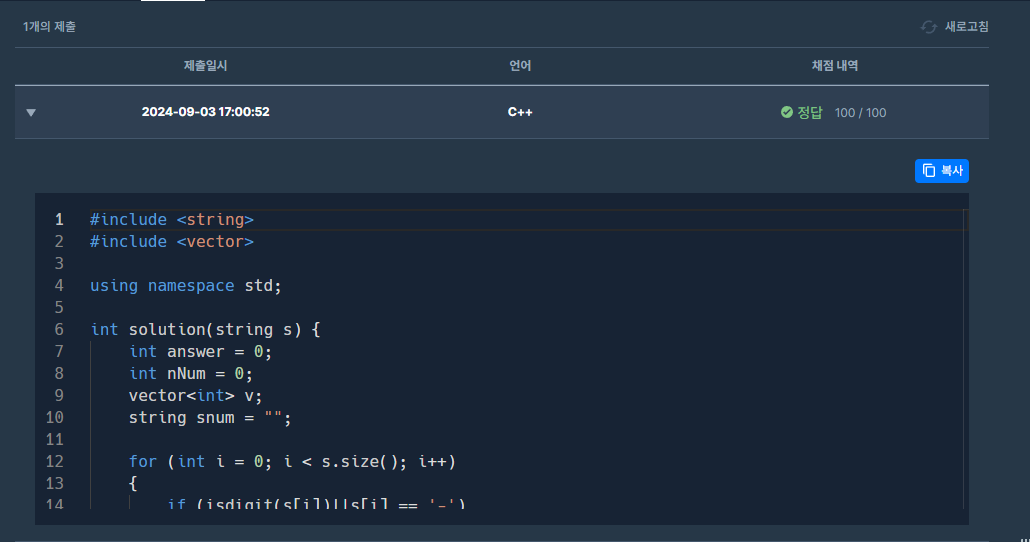 1개의 제출
새로고침
제출일시 언어 채점 내역
2024-09-03 17:00:52 C++ 정답 100 / 100
복사
1 #include <string>
2 #include <vector>
3
4 using namespace std;
5
6 int solution(string s) {
7 int answer = 0;
8 int nNum = 0;
9 vector<int> v;
10 string snum = "";
11
12 for (int i = 0; i < s.size(); i++)
13 {
14 if (isdigit(s[i])||s[i] == '-')